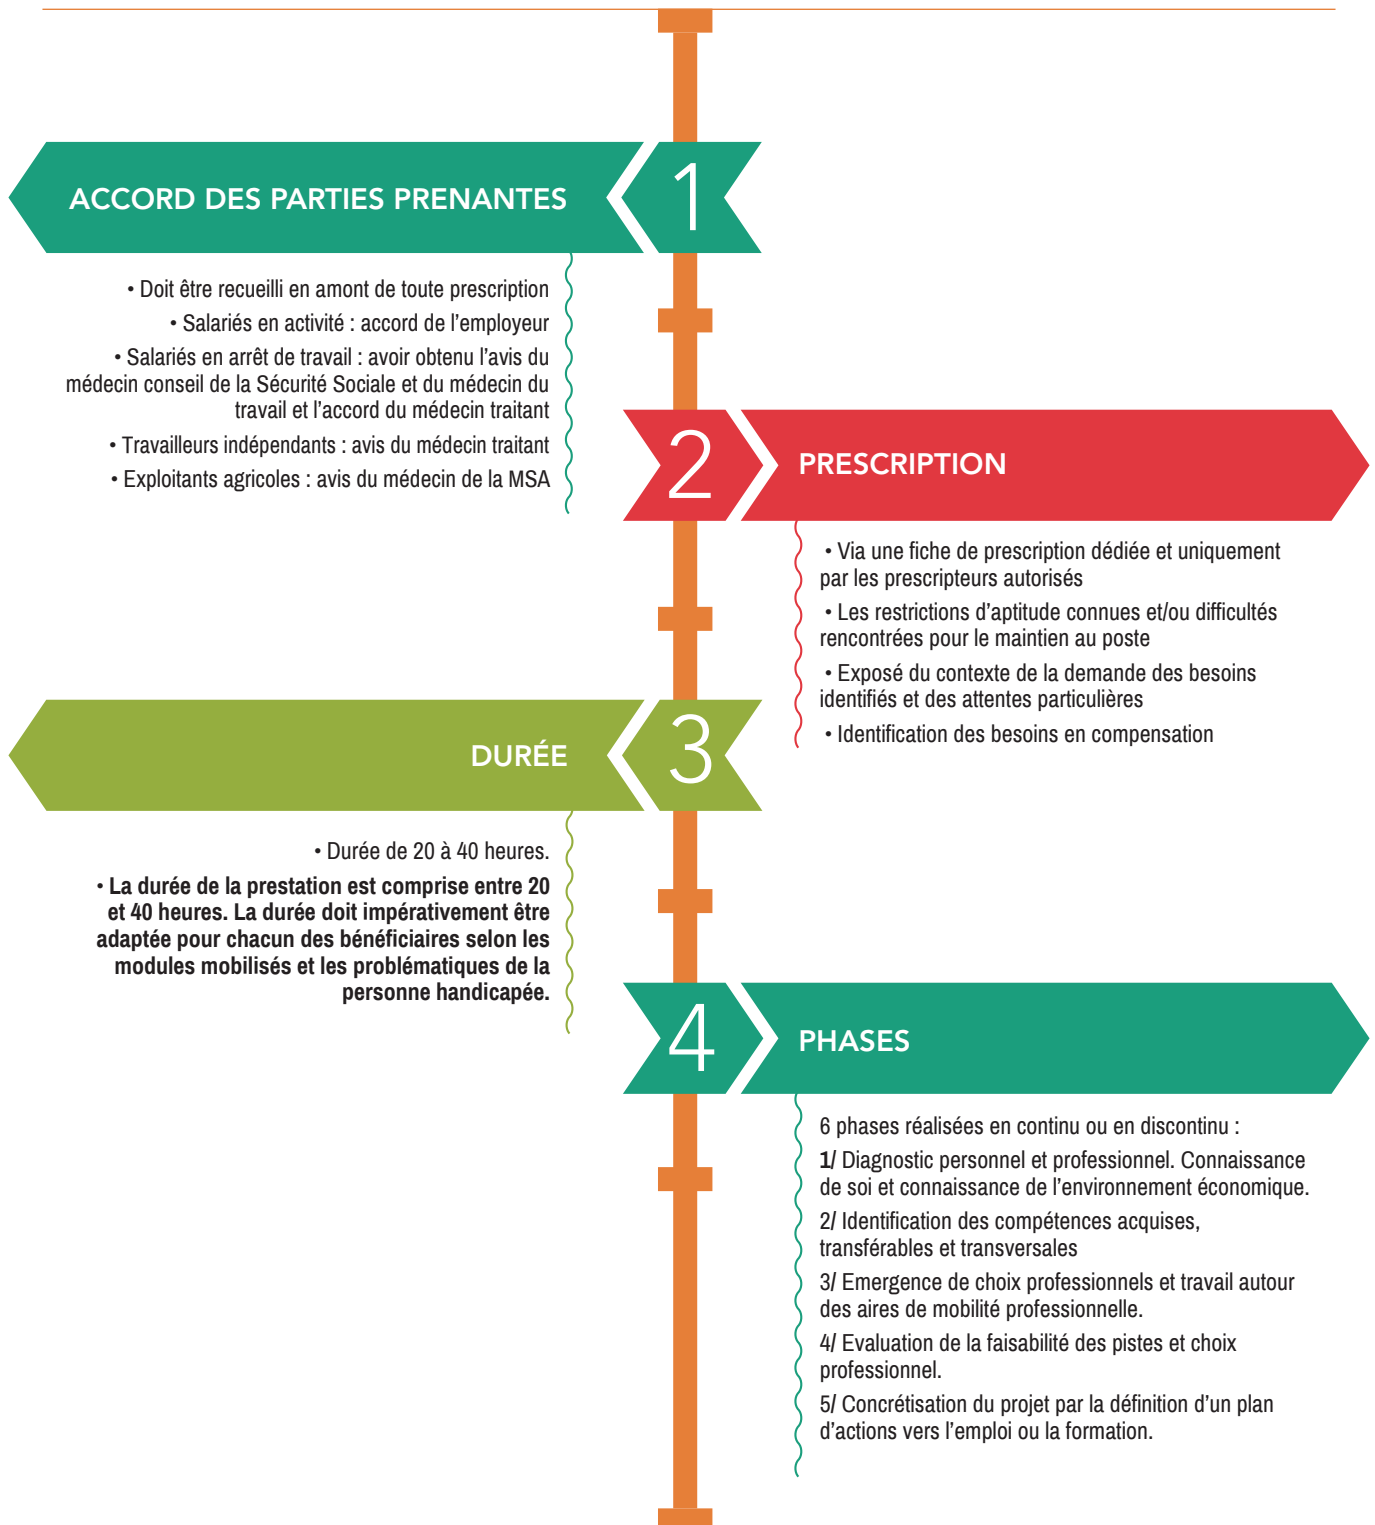 1
ACCORD DES PARTIES PRENANTES
• Doit être recueilli en amont de toute prescription
• Salariés en activité : accord de l’employeur
• Salariés en arrêt de travail : avoir obtenu l’avis du
médecin conseil de la Sécurité Sociale et du médecin du
travail et l’accord du médecin traitant
• Travailleurs indépendants : avis du médecin traitant
• Exploitants agricoles : avis du médecin de la MSA
2
PRESCRIPTION
• Via une fiche de prescription dédiée et uniquement
par les prescripteurs autorisés
• Les restrictions d’aptitude connues et/ou difficultés
rencontrées pour le maintien au poste
• Exposé du contexte de la demande des besoins
identifiés et des attentes particulières
• Identification des besoins en compensation
3
DURÉE
• Durée de 20 à 40 heures.
• La durée de la prestation est comprise entre 20
et 40 heures. La durée doit impérativement être
adaptée pour chacun des bénéficiaires selon les
modules mobilisés et les problématiques de la
personne handicapée.
4
PHASES
6 phases réalisées en continu ou en discontinu :
1/ Diagnostic personnel et professionnel. Connaissance
de soi et connaissance de l’environnement économique.
2/ Identification des compétences acquises,
transférables et transversales
3/ Emergence de choix professionnels et travail autour
des aires de mobilité professionnelle.
4/ Evaluation de la faisabilité des pistes et choix
professionnel.
5/ Concrétisation du projet par la définition d’un plan
d’actions vers l’emploi ou la formation.